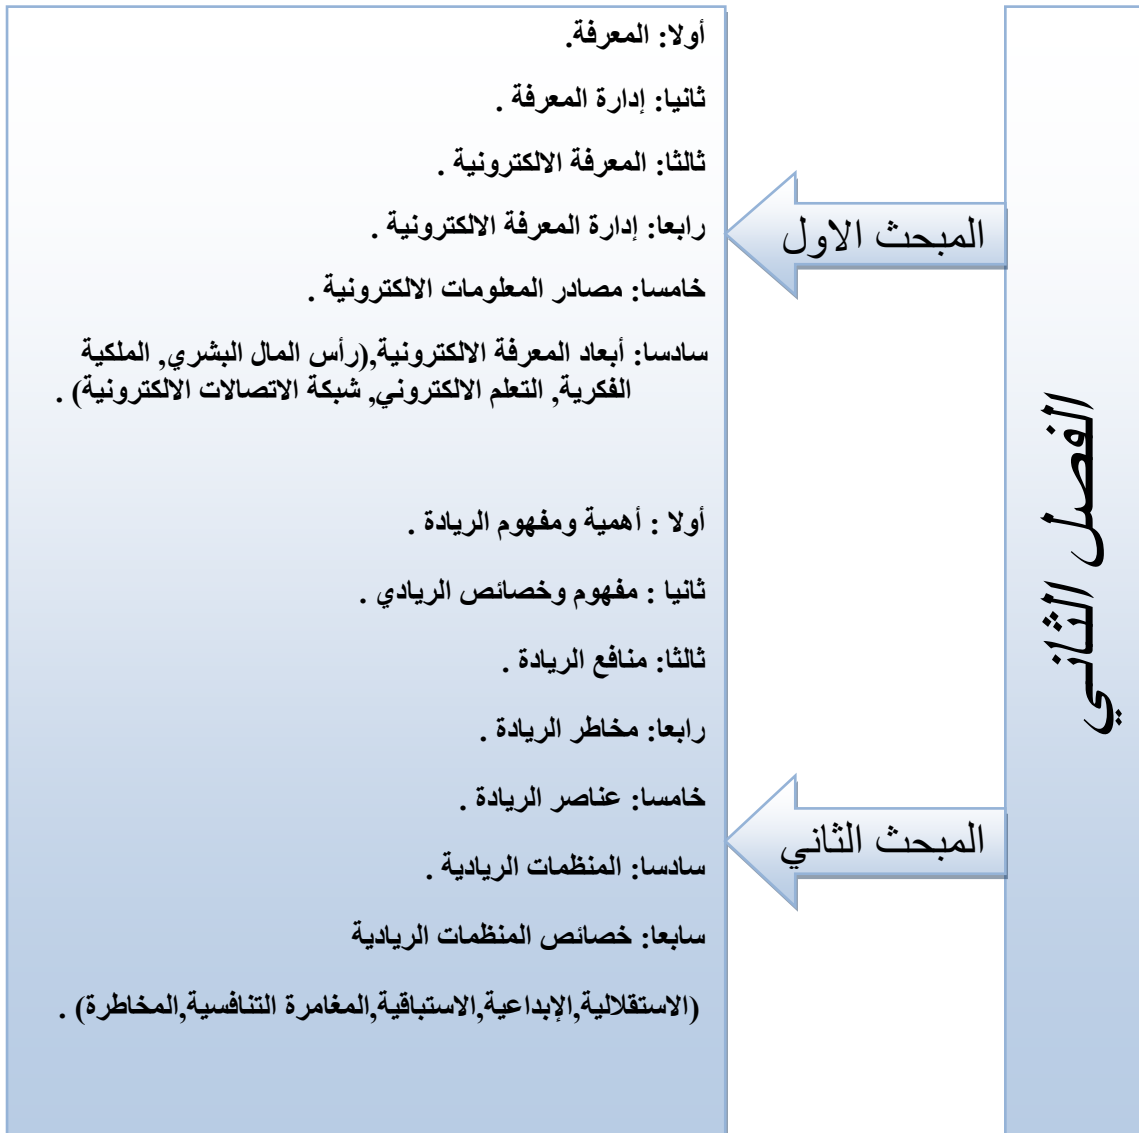 الفصل الثاني
المبحث الاول
أولا: المعرفة.
ثانيا: إدارة المعرفة .
ثالثا: المعرفة الالكترونية .
رابعا: إدارة المعرفة الالكترونية .
خامسا: مصادر المعلومات الالكترونية .
سادسا: أبعاد المعرفة الالكترونية,(رأس المال البشري, الملكية
الفكرية, التعلم الالكتروني, شبكة الاتصالات الالكترونية) .
المبحث الثاني
أولا : أهمية ومفهوم الريادة .
ثانيا : مفهوم وخصائص الريادي .
ثالثا: منافع الريادة .
رابعا: مخاطر الريادة .
خامسا: عناصر الريادة .
سادسا: المنظمات الريادية .
سابعا: خصائص المنظمات الريادية
(الاستقلالية,الإبداعية,الاستباقية,المغامرة التنافسية,المخاطرة) .